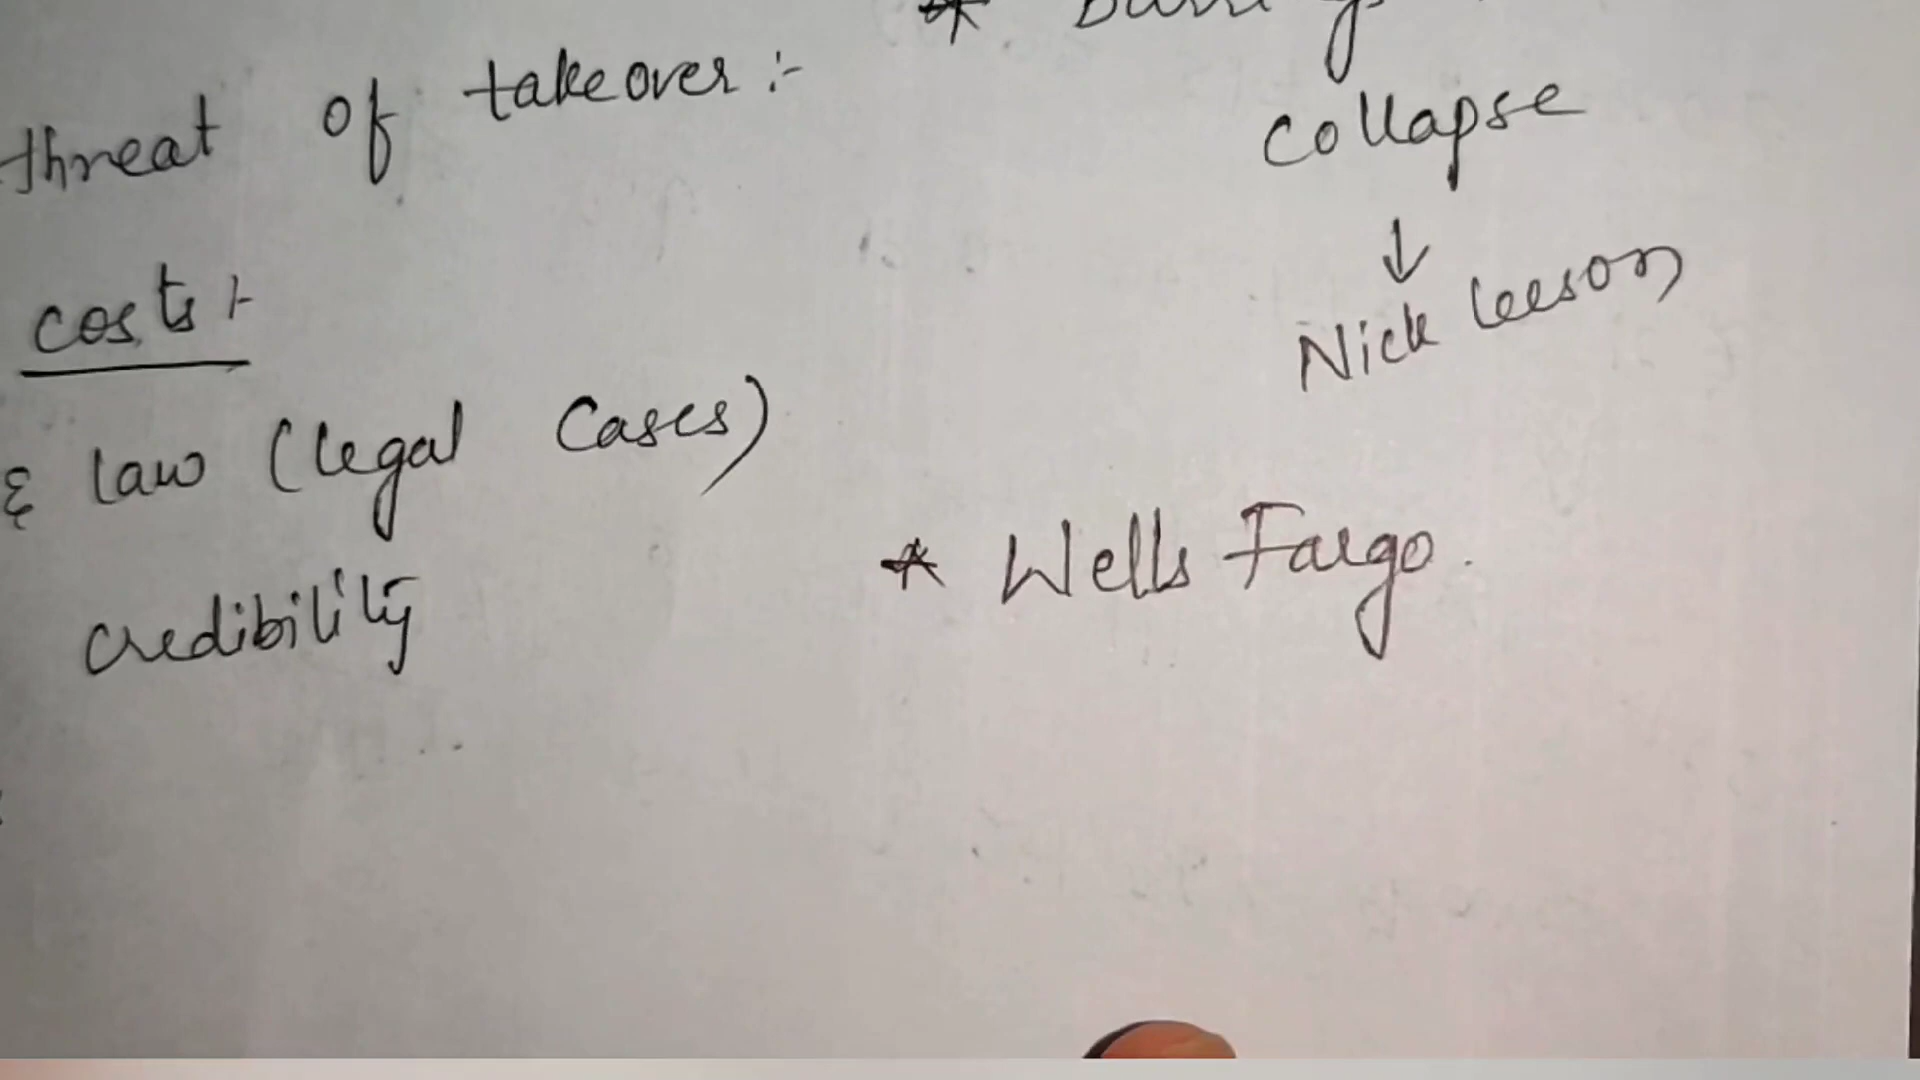 threat of takeover :-
costs :-
& law (legal Cases)
credibility
collapse
↓
Nick leeson
* Wells Fargo.